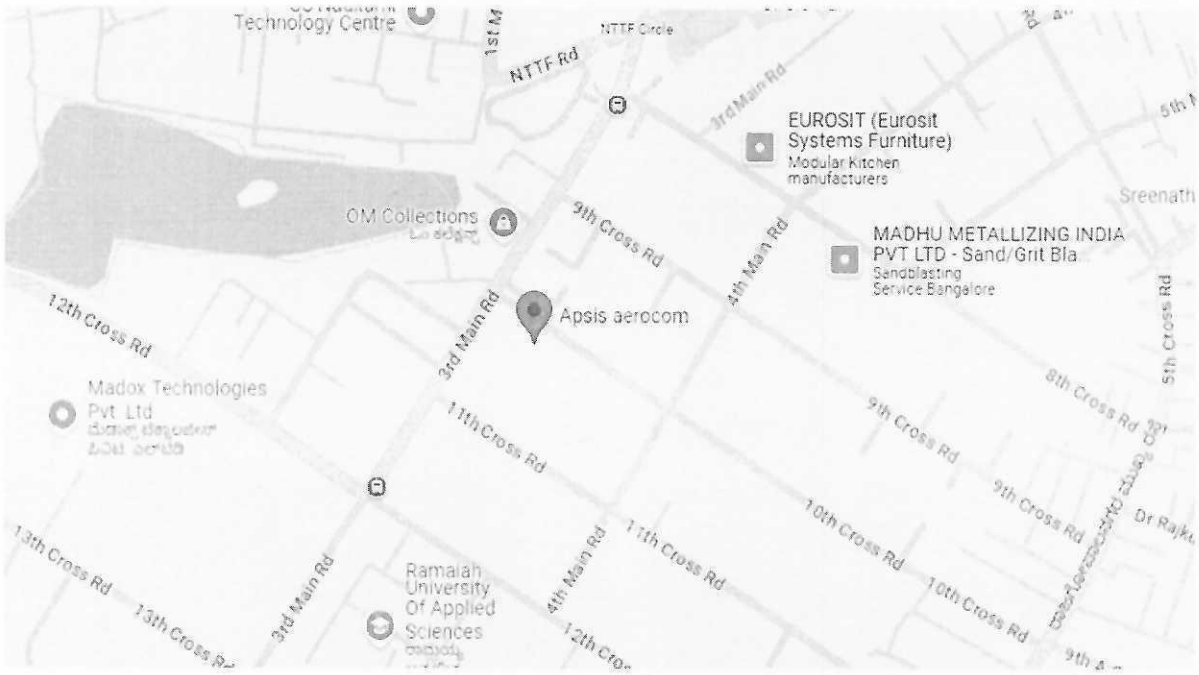 Technology Centre
1st M
NTTF Circle
NTTF Rd
3rd Main Rd
5th M
EUROSIT (Eurosit
Systems Furniture)
Modular Kitchen
manufacturers
Sreenath
OM Collections
9th Cross Rd
4th Main Rd
MADHU METALLIZING INDIA
PVT LTD - Sand/Grit Bla
Sandblasting
Service Bangalore
12th Cross Rd
3rd Main Rd
Apsis aerocom
5th Cross Rd
Madox Technologies
Pvt Ltd
8th Cross Rd
11th Cross Rd
9th Cross Rd
9th Cross Rd
10th Cross Rd
11th Cross Rd
Dr Rajku
13th Cross Rd
13th Cross Rd
3rd Main Rd
Ramaiah
University
Of Applied
Sciences
ರಾಮಯ್ಯ
4th Main Rd
12th Cros
10th Cross Rd
9th